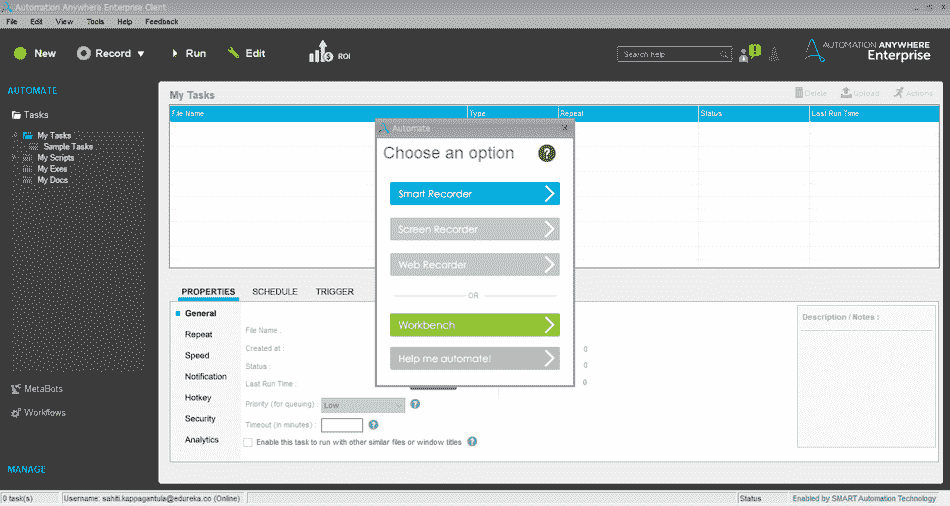 Automation Anywhere Enterprise Client
File Edit View Tools Help Feedback
New Record Run Edit ROI
Search help
AUTOMATION ANYWHERE
Enterprise
AUTOMATE
Tasks
My Tasks
Sample Tasks
My Scripts
My Exes
My Docs
MetaBots
Workflows
MANAGE
My Tasks
Delete Upload Actions
File Name Type Repeat Status Last Run Time
Automate
Choose an option ?
Smart Recorder
Screen Recorder
Web Recorder
OR
Workbench
Help me automate!
PROPERTIES SCHEDULE TRIGGER
General
Repeat
Speed
Notification
Hotkey
Security
Analytics
File Name :
Created at :
Status
Last Run Time :
Priority (for queuing) : Low ?
Timeout (in minutes) : ?
Enable this task to run with other similar files or window titles ?
0
0
0
Description / Notes :
0 task(s) Username: sahiti.kappagantula@edureka.co (Online) Status Enabled by SMART Automation Technology